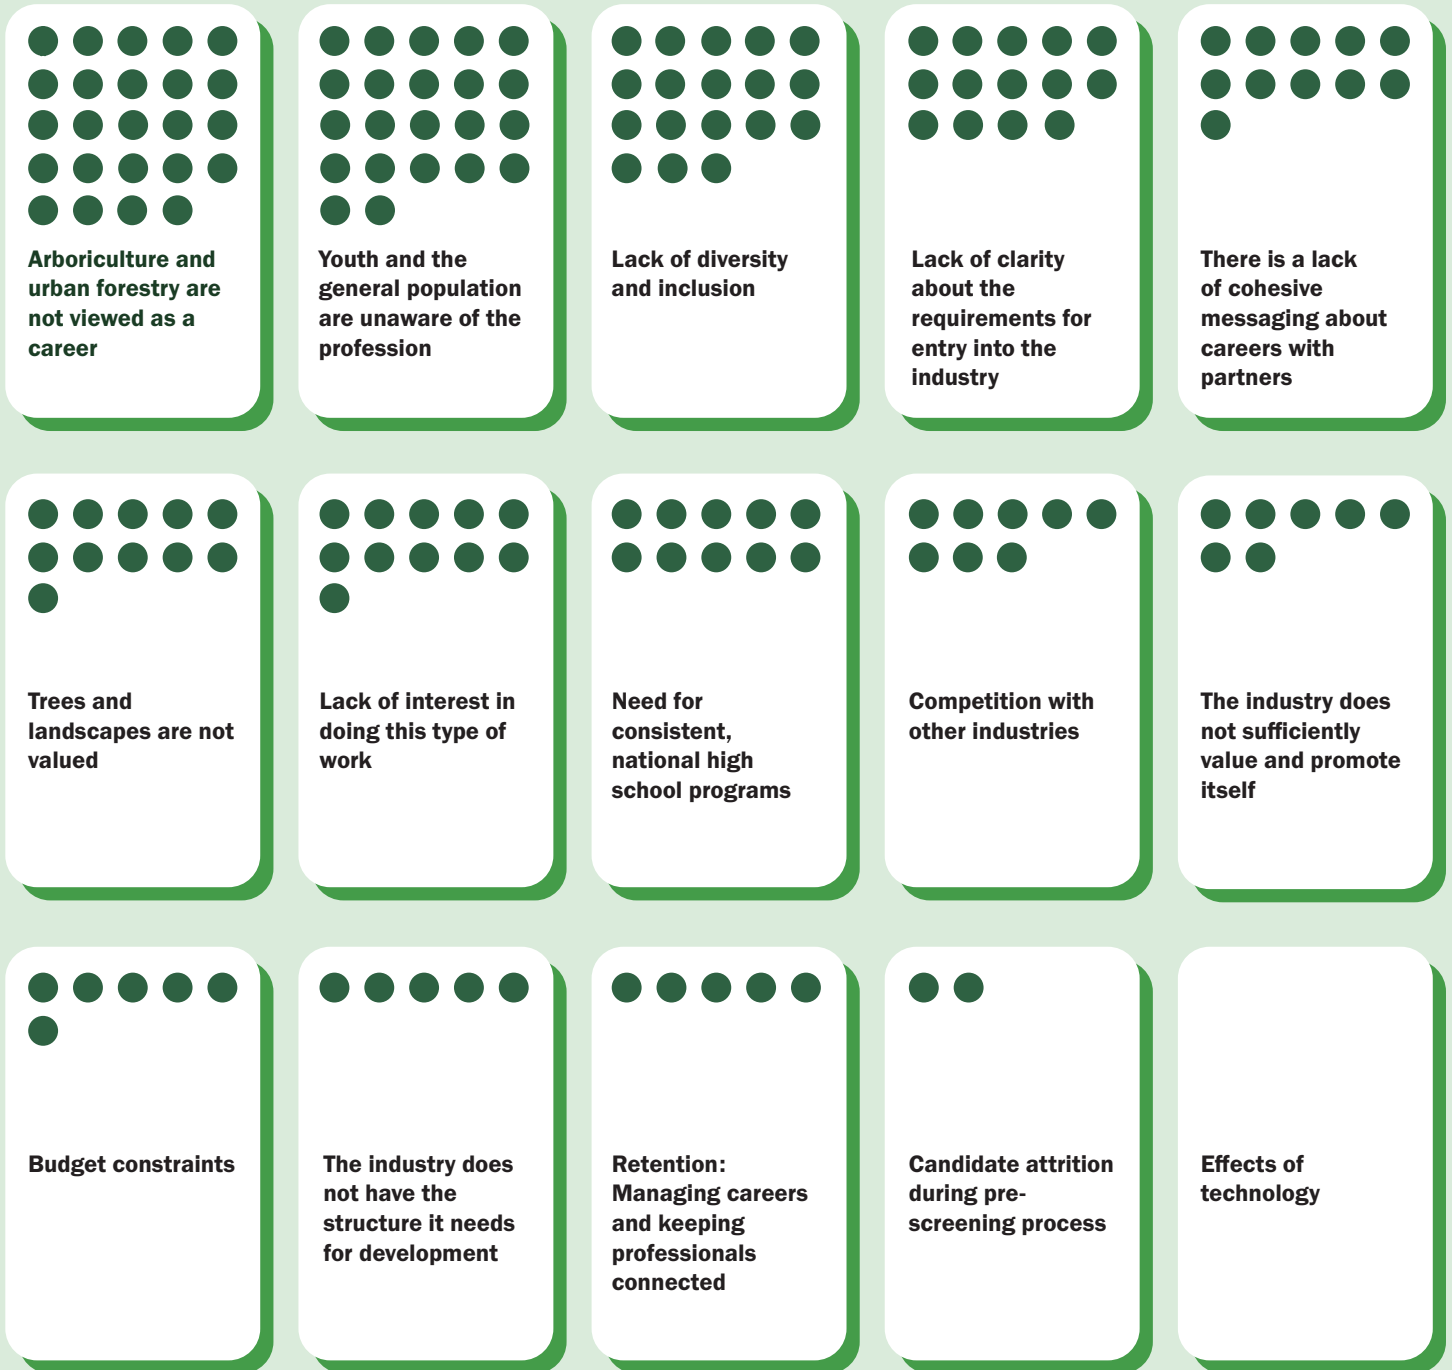 Arboriculture and
urban forestry are
not viewed as a
career
Youth and the
general population
are unaware of the
profession
Lack of diversity
and inclusion
Lack of clarity
about the
requirements for
entry into the
industry
There is a lack
of cohesive
messaging about
careers with
partners
Trees and
landscapes are not
valued
Lack of interest in
doing this type of
work
Need for
consistent,
national high
school programs
Competition with
other industries
The industry does
not sufficiently
value and promote
itself
Budget constraints
The industry does
not have the
structure it needs
for development
Retention:
Managing careers
and keeping
professionals
connected
Candidate attrition
during pre-
screening process
Effects of
technology